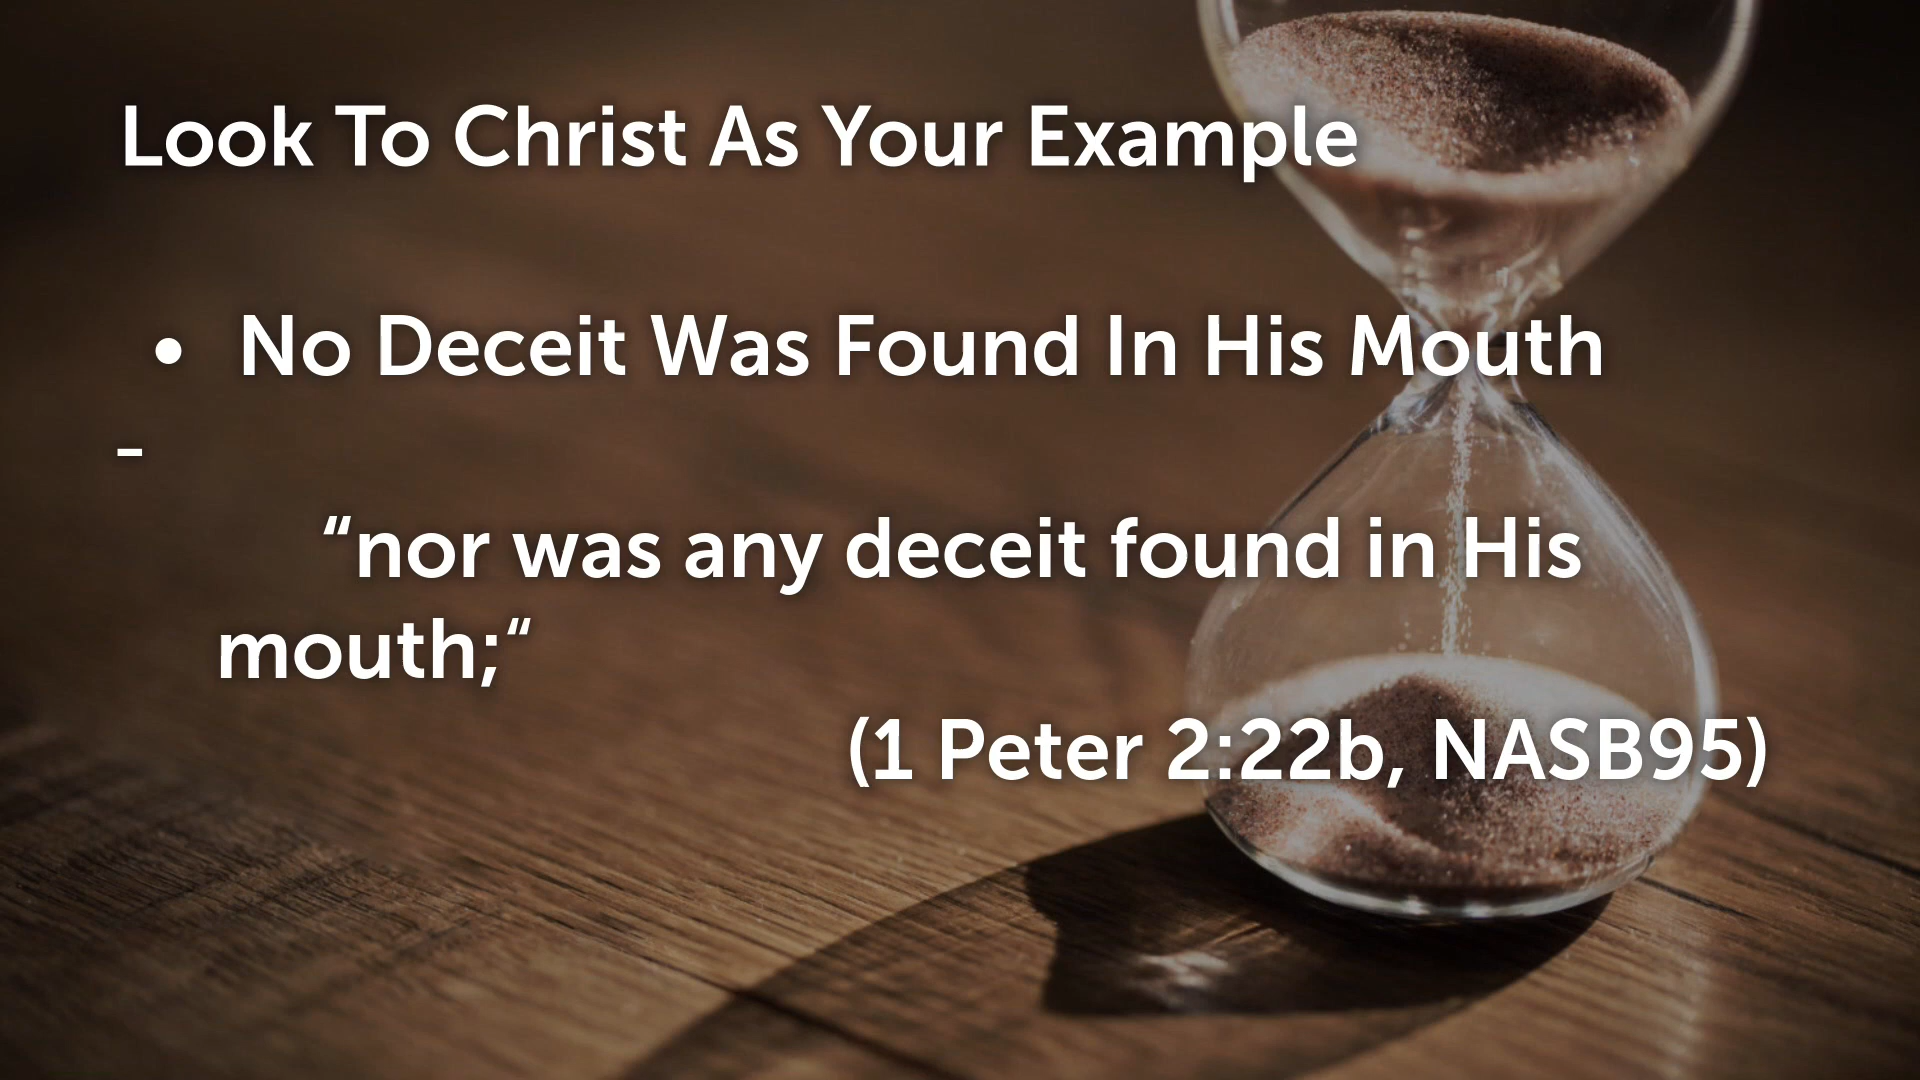 Look To Christ As Your Example
• No Deceit Was Found In His Mouth
-
“nor was any deceit found in His
mouth;“
(1 Peter 2:22b, NASB95)